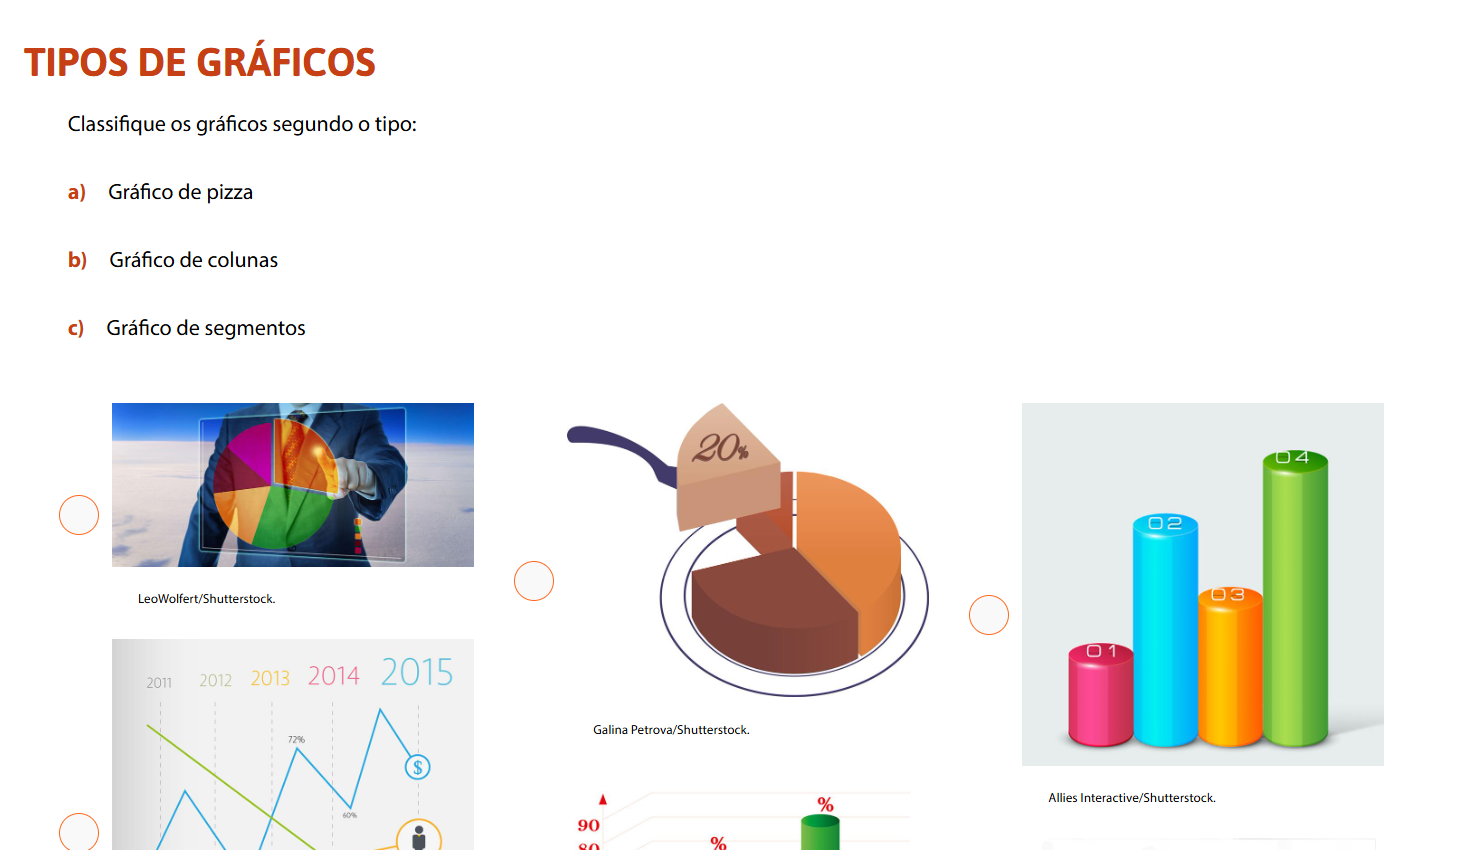 TIPOS DE GRÁFICOS
Classifique os gráficos segundo o tipo:
a) Gráfico de pizza
b) Gráfico de colunas
c) Gráfico de segmentos
LeoWolfert/Shutterstock.
20%
Galina Petrova/Shutterstock.
01
02
03
04
Allies Interactive/Shutterstock.
2011 2012 2013 2014 2015
72%
60%
$
%
90
%
80